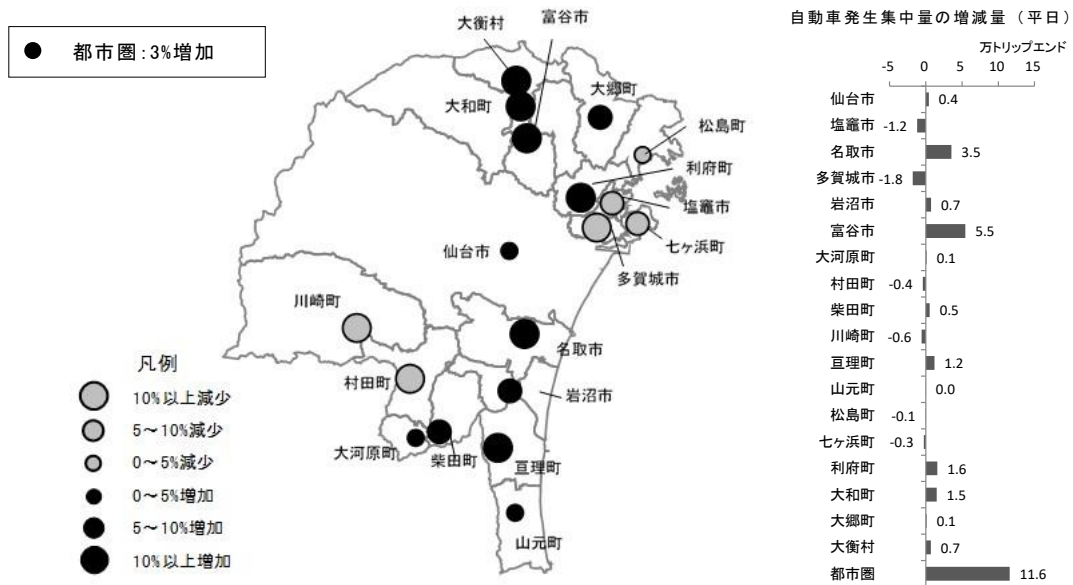 都市圏:3%増加
大衡村
富谷市
大和町
大郷町
松島町
利府町
塩竈市
七ヶ浜町
多賀城市
仙台市
川崎町
名取市
村田町
岩沼市
大河原町
柴田町
亘理町
山元町
凡例
10%以上減少
5～10%減少
0～5%減少
0～5%増加
5～10%増加
10%以上増加
自動車発生集中量の増減量（平日）
万トリップエンド
-5 0 5 10 15
仙台市 0.4
塩竈市 -1.2
名取市 3.5
多賀城市 -1.8
岩沼市 0.7
富谷市 5.5
大河原町 0.1
村田町 -0.4
柴田町 0.5
川崎町 -0.6
亘理町 1.2
山元町 0.0
松島町 -0.1
七ヶ浜町 -0.3
利府町 1.6
大和町 1.5
大郷町 0.1
大衡村 0.7
都市圏 11.6